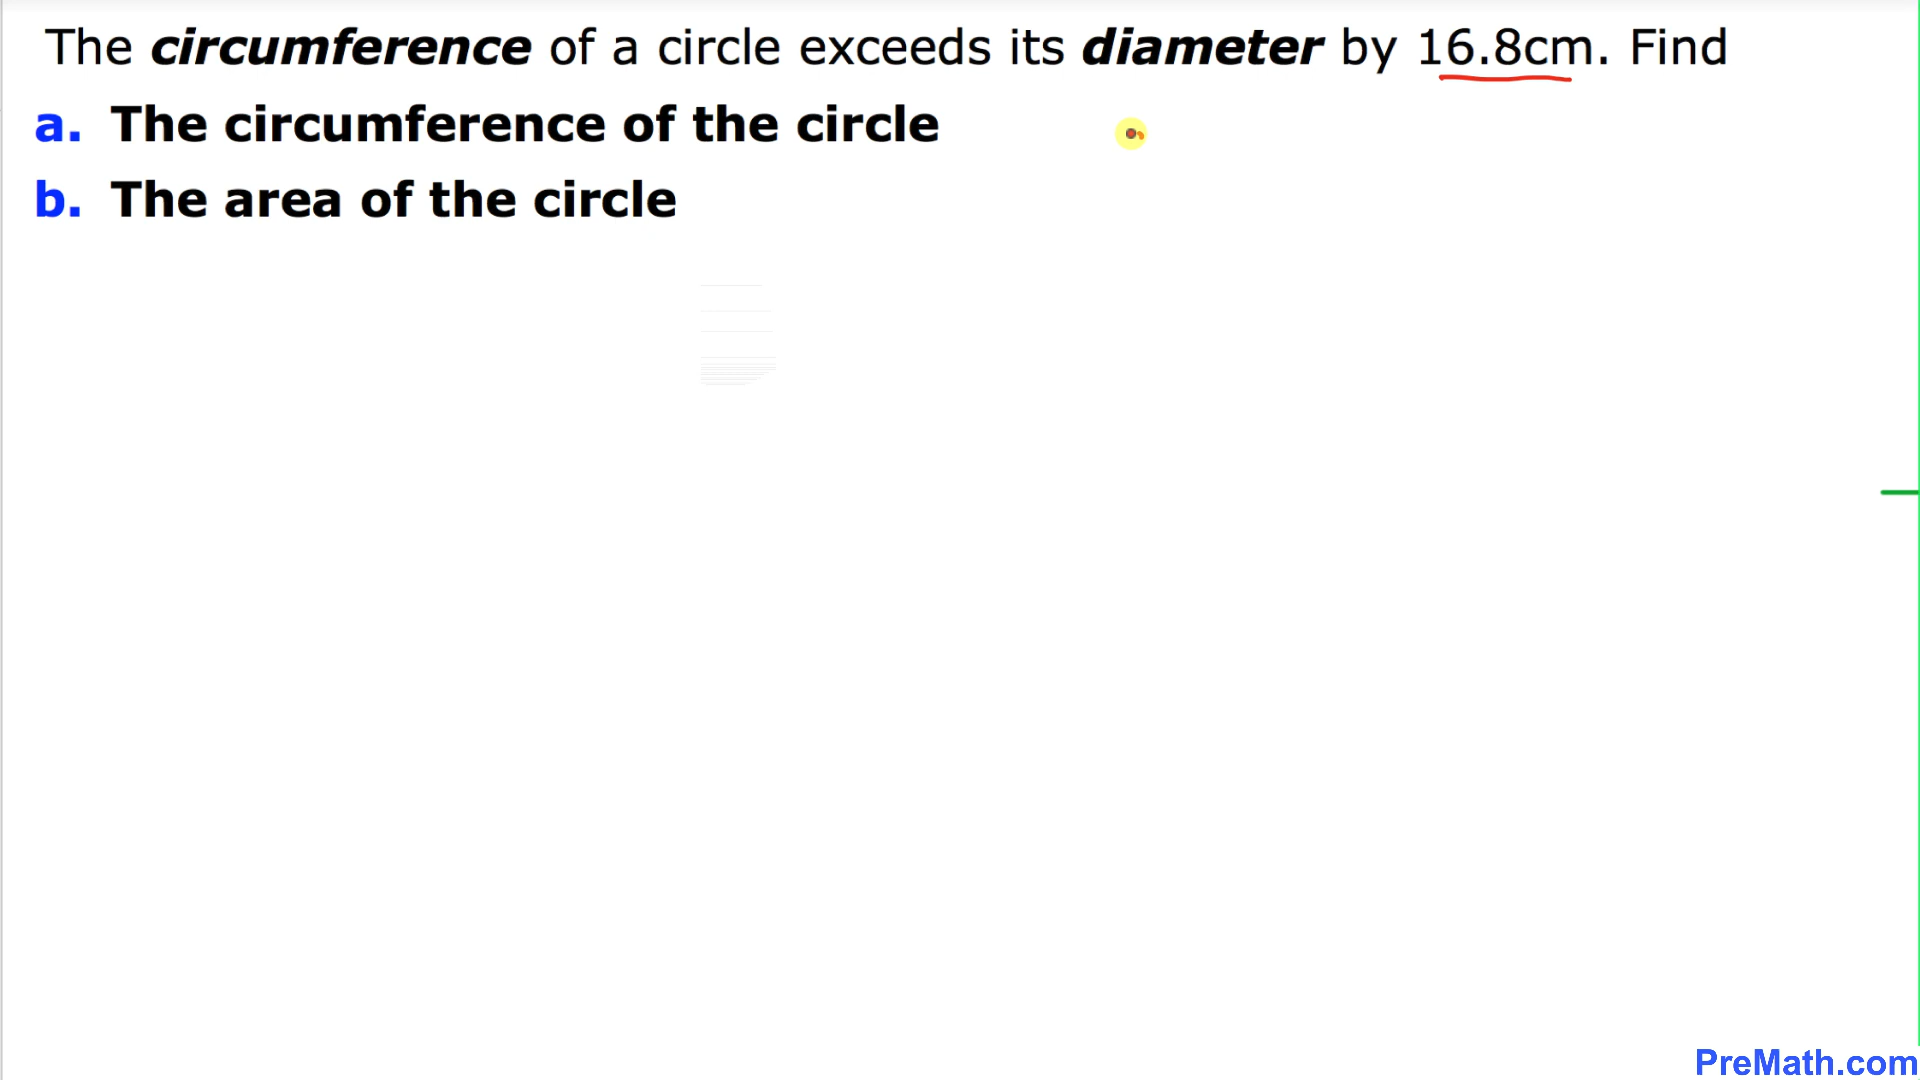 The circumference of a circle exceeds its diameter by 16.8cm. Find
a. The circumference of the circle
b. The area of the circle
PreMath.com